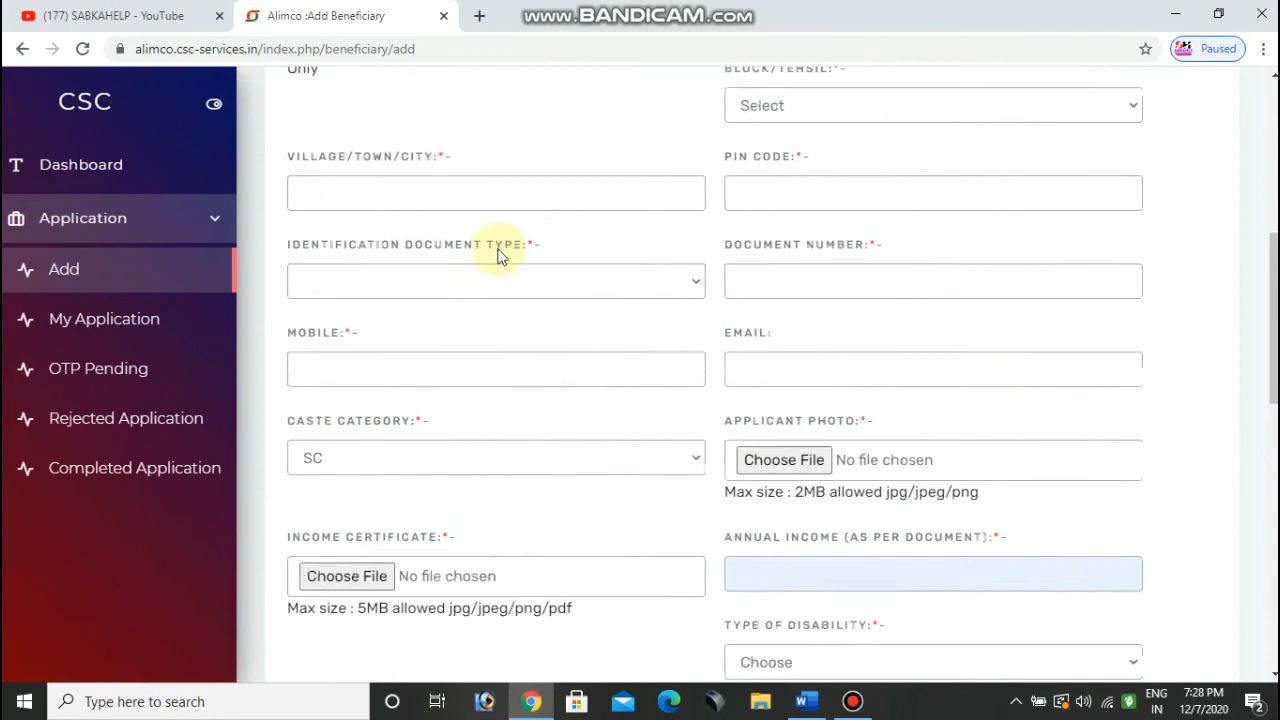 SABKAHELP - YouTube
Alimco :Add Beneficiary
www.BANDICAM.com
alimco.csc-services.in/index.php/beneficiary/add
Paused
CSC
Dashboard
Application
Add
My Application
OTP Pending
Rejected Application
Completed Application
Only
BLOCK/TEHSIL:*-
Select
VILLAGE/TOWN/CITY:*-
PIN CODE:*-
IDENTIFICATION DOCUMENT TYPE:*-
DOCUMENT NUMBER:*-
MOBILE:*-
EMAIL:
CASTE CATEGORY:*-
SC
APPLICANT PHOTO:*-
Choose File No file chosen
Max size : 2MB allowed jpg/jpeg/png
INCOME CERTIFICATE:*-
Choose File No file chosen
Max size : 5MB allowed jpg/jpeg/png/pdf
ANNUAL INCOME (AS PER DOCUMENT):*-
TYPE OF DISABILITY:*-
Choose
Type here to search
ENG
IN
7:28 PM
12/7/2020
2